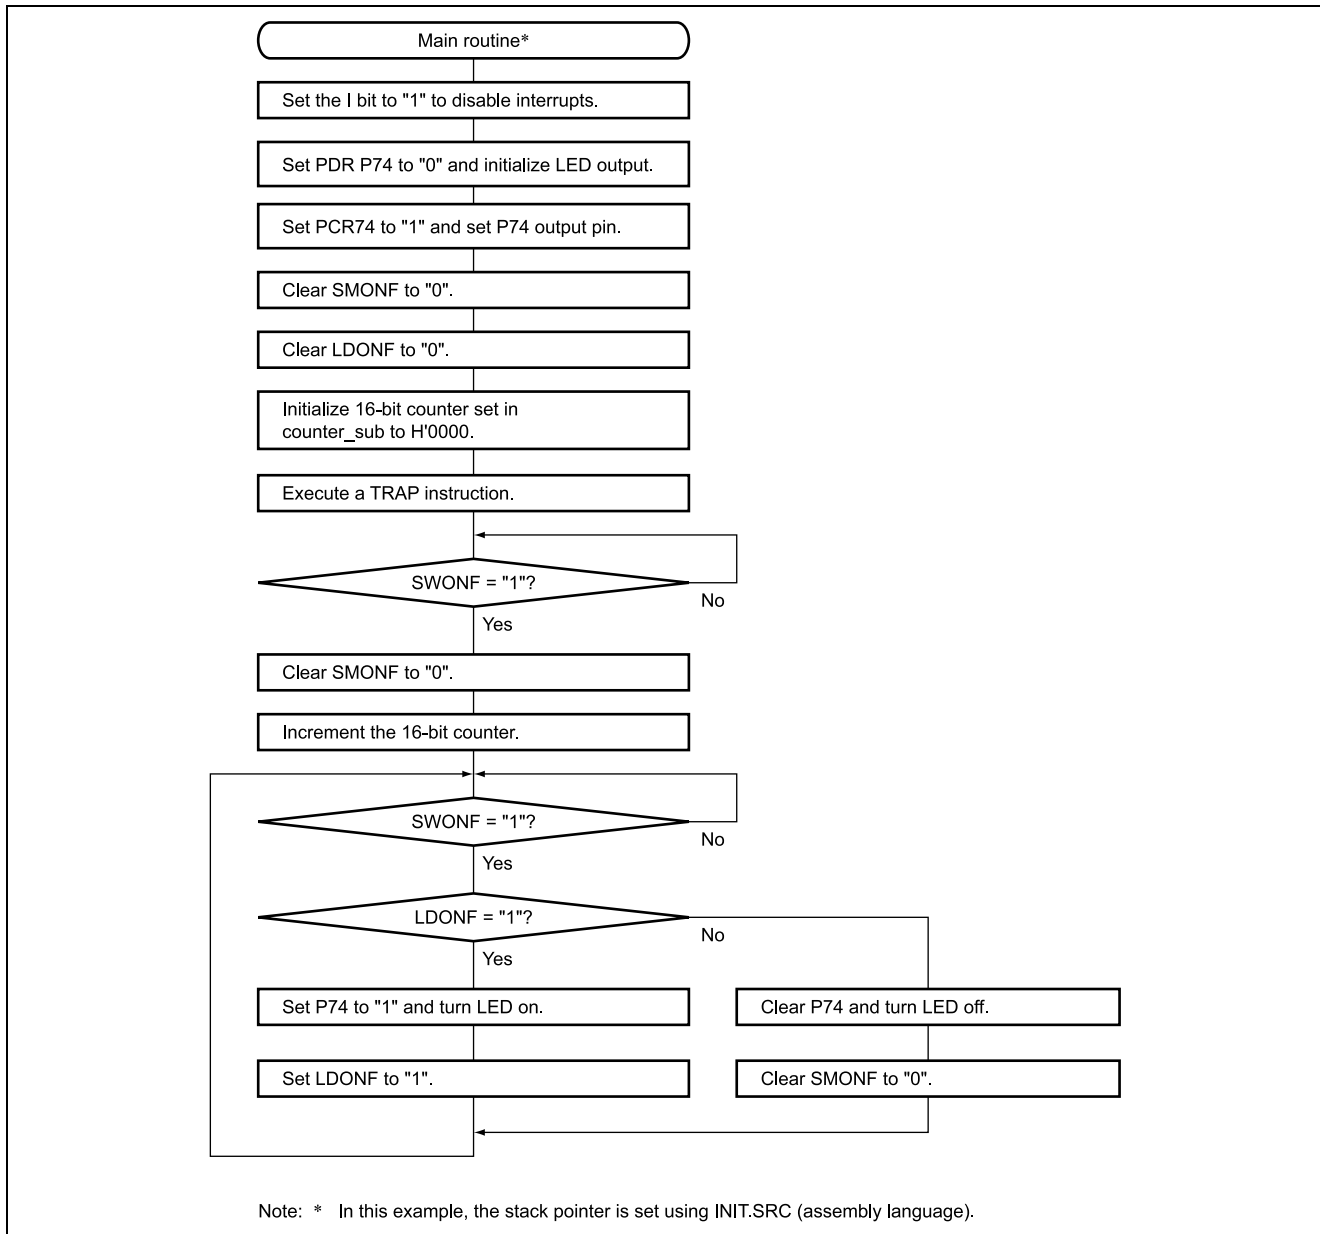 Main routine*
Set the I bit to "1" to disable interrupts.
Set PDR P74 to "0" and initialize LED output.
Set PCR74 to "1" and set P74 output pin.
Clear SMONF to "0".
Clear LDONF to "0".
Initialize 16-bit counter set in
counter_sub to H'0000.
Execute a TRAP instruction.
SWONF = "1"?
No
Yes
Clear SMONF to "0".
Increment the 16-bit counter.
SWONF = "1"?
No
Yes
LDONF = "1"?
No
Yes
Set P74 to "1" and turn LED on.
Clear P74 and turn LED off.
Set LDONF to "1".
Clear SMONF to "0".
Note: * In this example, the stack pointer is set using INIT.SRC (assembly language).